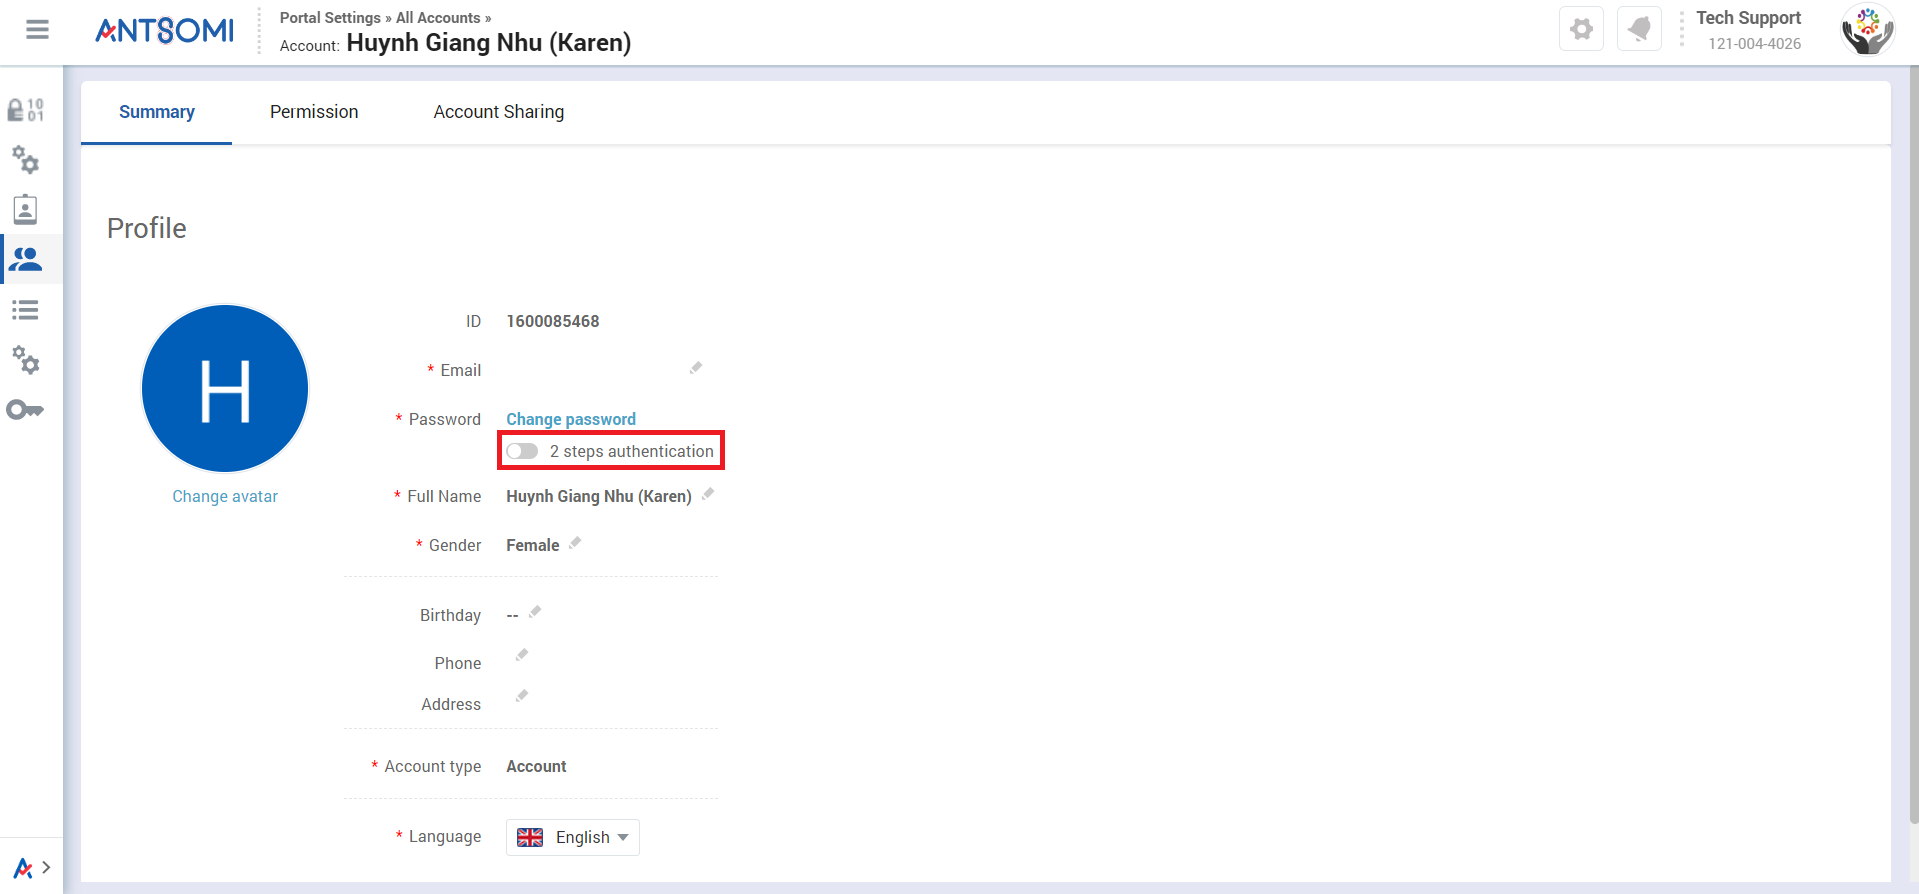 ANTSOMI
Portal Settings » All Accounts »
Account: Huynh Giang Nhu (Karen)
Tech Support
121-004-4026
10
01
Summary Permission Account Sharing
Profile
H
Change avatar
ID 1600085468
* Email
* Password Change password
2 steps authentication
* Full Name Huynh Giang Nhu (Karen)
* Gender Female
Birthday --
Phone
Address
* Account type Account
* Language English